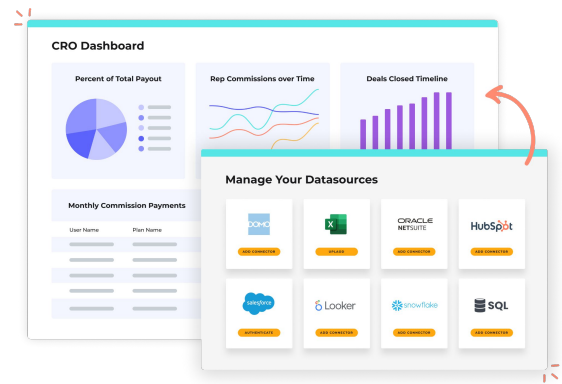 CRO Dashboard
Percent of Total Payout
Rep Commissions over Time
Deals Closed Timeline
Monthly Commission Payments
User Name Plan Name
Manage Your Datasources
DOMO
X
ORACLE
NETSUITE
HubSpot
ADD CONNECTOR
UPLOAD
ADD CONNECTOR
ADD CONNECTOR
salesforce
Looker
snowflake
SQL
AUTHENTICATE
ADD CONNECTOR
ADD CONNECTOR
ADD CONNECTOR